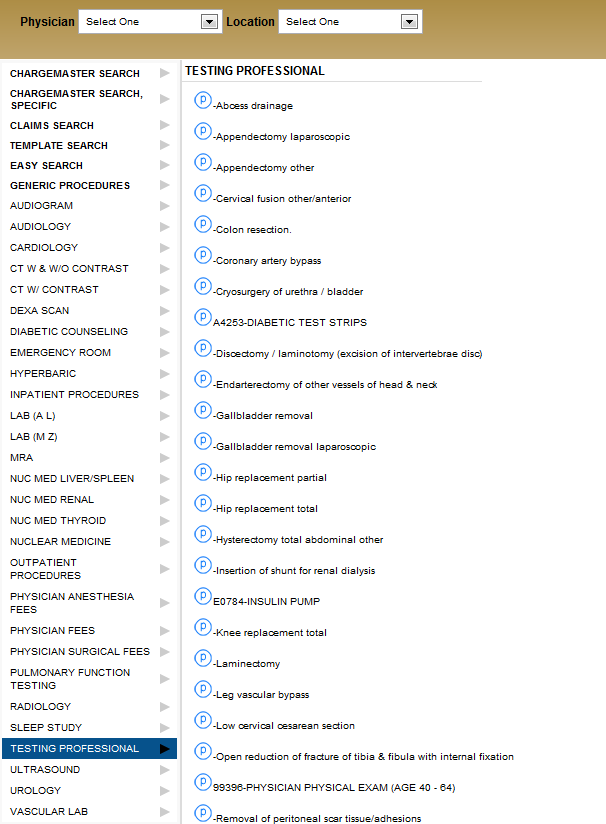 Physician Select One Location Select One
CHARGEMASTER SEARCH
CHARGEMASTER SEARCH,
SPECIFIC
CLAIMS SEARCH
TEMPLATE SEARCH
EASY SEARCH
GENERIC PROCEDURES
AUDIOGRAM
AUDIOLOGY
CARDIOLOGY
CT W & W/O CONTRAST
CT W/ CONTRAST
DEXA SCAN
DIABETIC COUNSELING
EMERGENCY ROOM
HYPERBARIC
INPATIENT PROCEDURES
LAB (A L)
LAB (M Z)
MRA
NUC MED LIVER/SPLEEN
NUC MED RENAL
NUC MED THYROID
NUCLEAR MEDICINE
OUTPATIENT
PROCEDURES
PHYSICIAN ANESTHESIA
FEES
PHYSICIAN FEES
PHYSICIAN SURGICAL FEES
PULMONARY FUNCTION
TESTING
RADIOLOGY
SLEEP STUDY
TESTING PROFESSIONAL
ULTRASOUND
UROLOGY
VASCULAR LAB
TESTING PROFESSIONAL
p -Abcess drainage
p -Appendectomy laparoscopic
p -Appendectomy other
p -Cervical fusion other/anterior
p -Colon resection.
p -Coronary artery bypass
p -Cryosurgery of urethra / bladder
p A4253-DIABETIC TEST STRIPS
p -Discectomy / laminotomy (excision of intervertebrae disc)
p -Endarterectomy of other vessels of head & neck
p -Gallbladder removal
p -Gallbladder removal laparoscopic
p -Hip replacement partial
p -Hip replacement total
p -Hysterectomy total abdominal other
p -Insertion of shunt for renal dialysis
p E0784-INSULIN PUMP
p -Knee replacement total
p -Laminectomy
p -Leg vascular bypass
p -Low cervical cesarean section
p -Open reduction of fracture of tibia & fibula with internal fixation
p 99396-PHYSICIAN PHYSICAL EXAM (AGE 40 - 64)
p -Removal of peritoneal scar tissue/adhesions